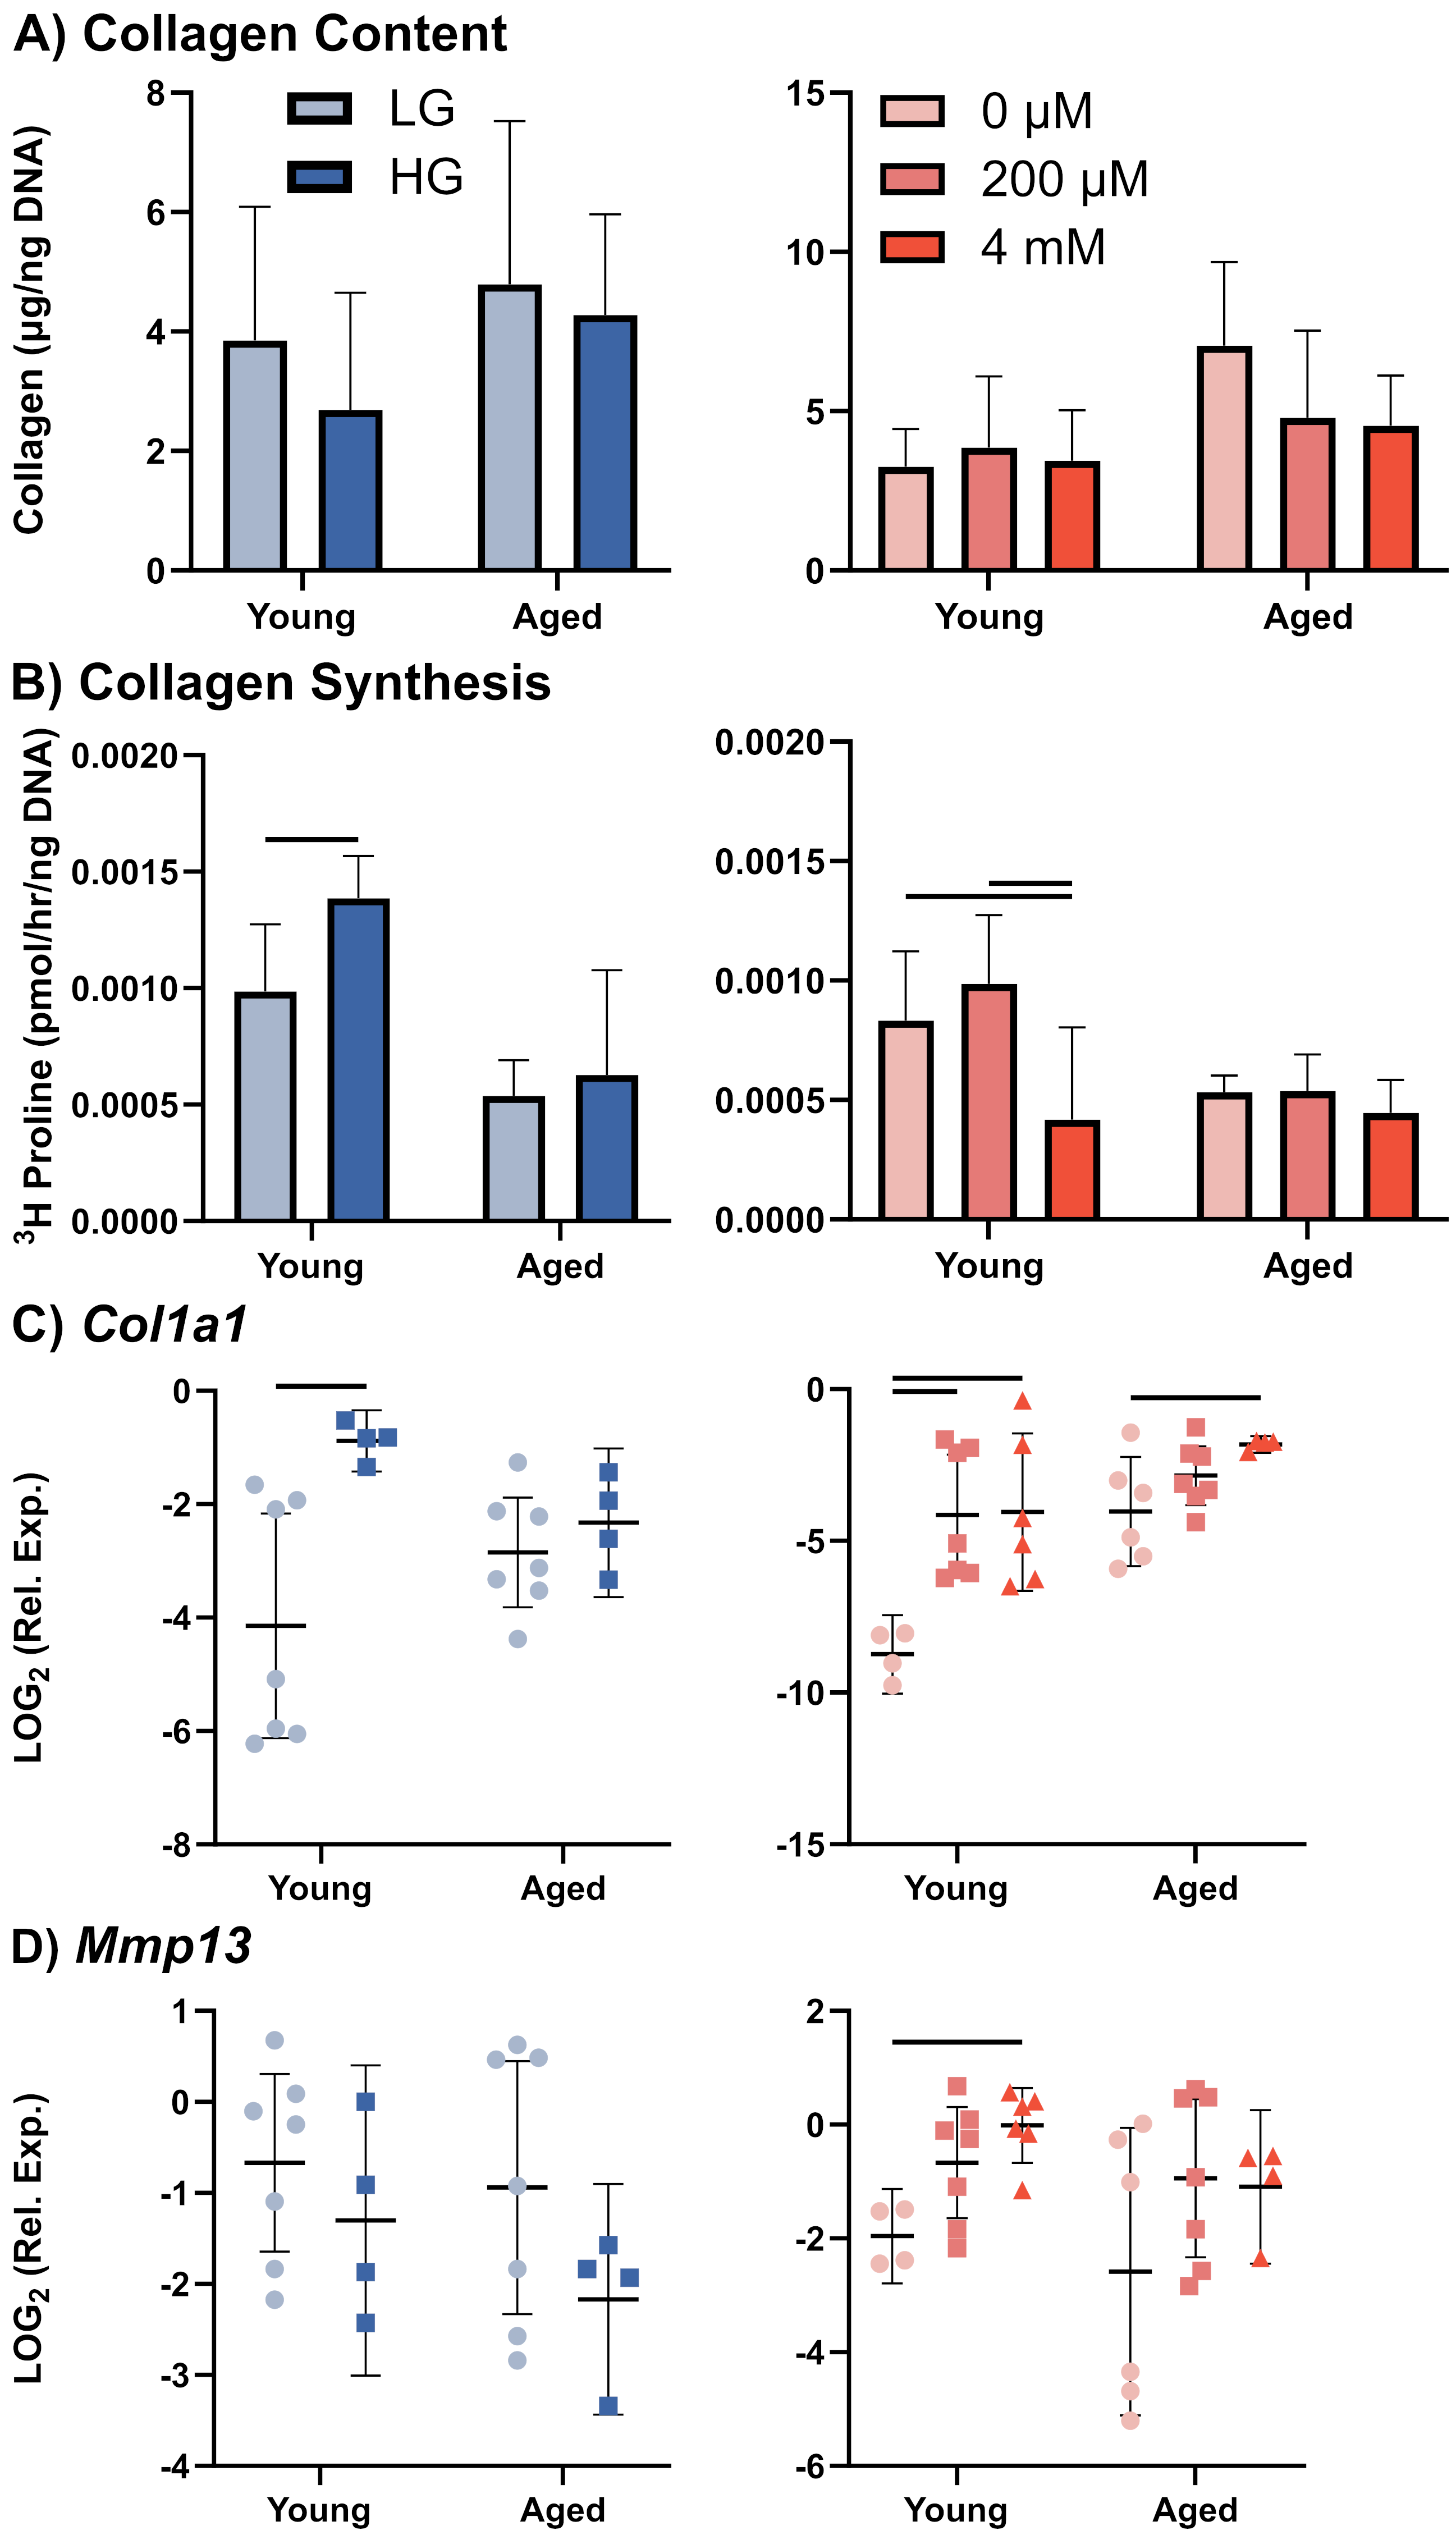 A) Collagen Content
Collagen (µg/ng DNA)
8
6
4
2
0
LG
HG
Young
Aged
15
10
5
0
0 µM
200 µM
4 mM
Young
Aged
B) Collagen Synthesis
³H Proline (pmol/hr/ng DNA)
0.0020
0.0015
0.0010
0.0005
0.0000
Young
Aged
0.0020
0.0015
0.0010
0.0005
0.0000
Young
Aged
C) Col1a1
LOG₂ (Rel. Exp.)
0
-2
-4
-6
-8
Young
Aged
0
-5
-10
-15
Young
Aged
D) Mmp13
LOG₂ (Rel. Exp.)
1
0
-1
-2
-3
-4
Young
Aged
2
0
-2
-4
-6
Young
Aged